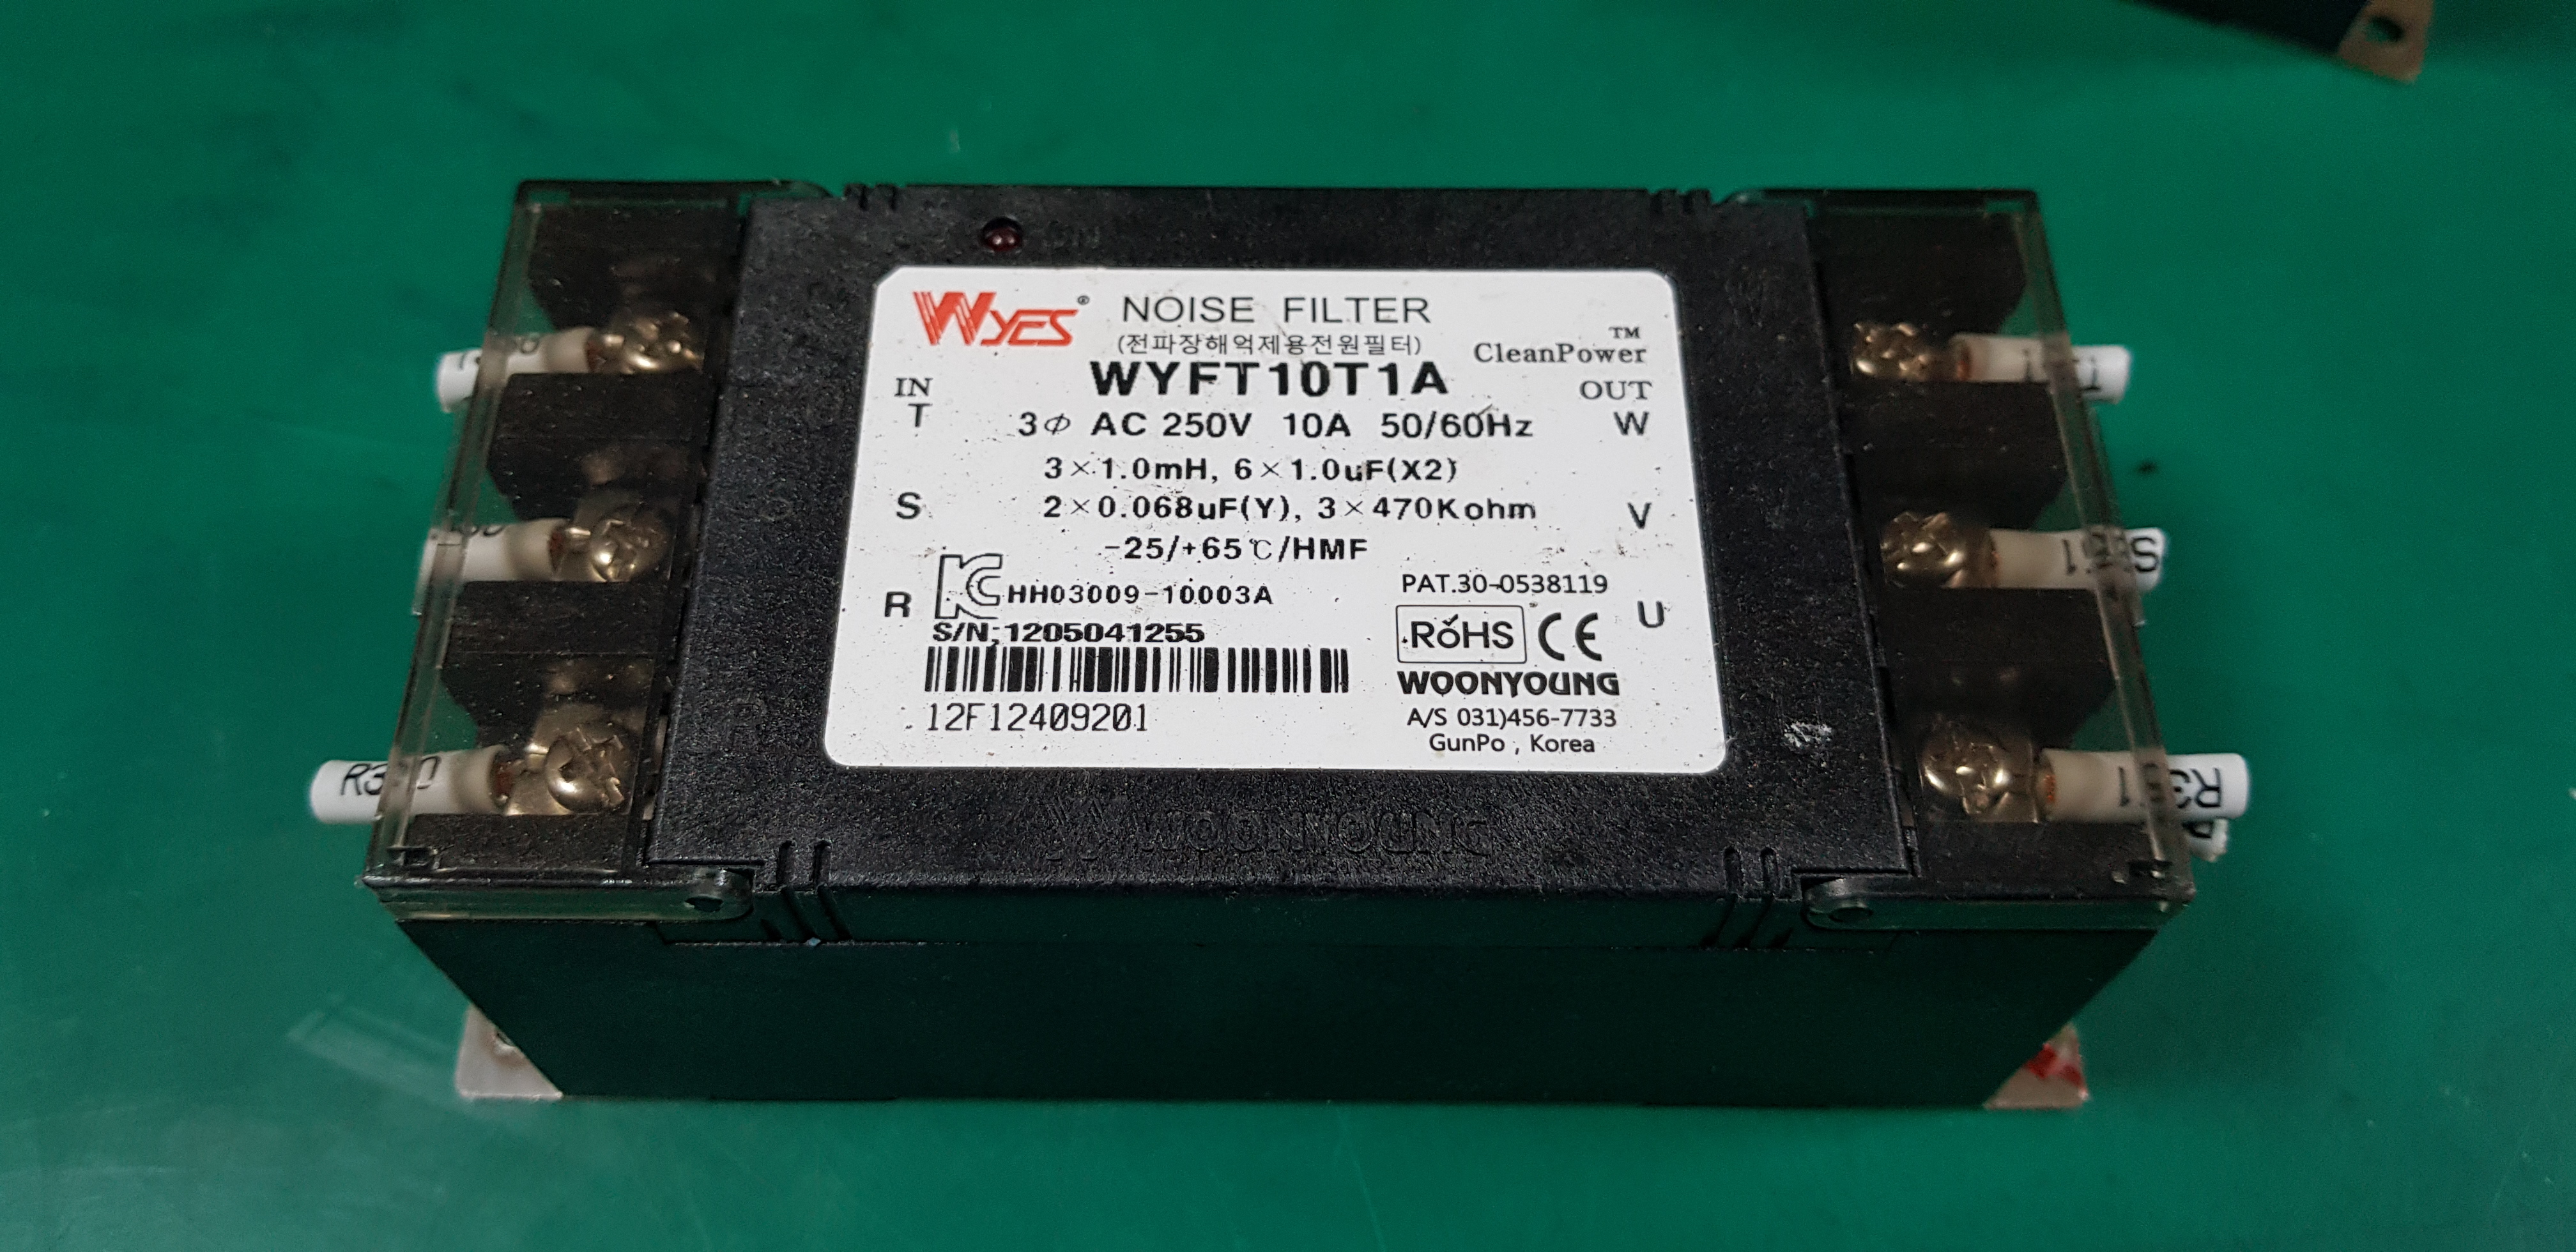 WYES® NOISE FILTER
(전파장해억제용전원필터)
CleanPower™
WYFT10T1A
IN
OUT
T
3⌀ AC 250V 10A 50/60Hz
W
3×1.0mH, 6×1.0uF(X2)
S
2×0.068uF(Y), 3×470Kohm
V
-25/+65℃/HMF
R
HH03009-10003A
PAT.30-0538119
U
S/N;1205041255
RoHS CE
WOONYOUNG
12F12409201
A/S 031)456-7733
GunPo , Korea
WOONYOUNG